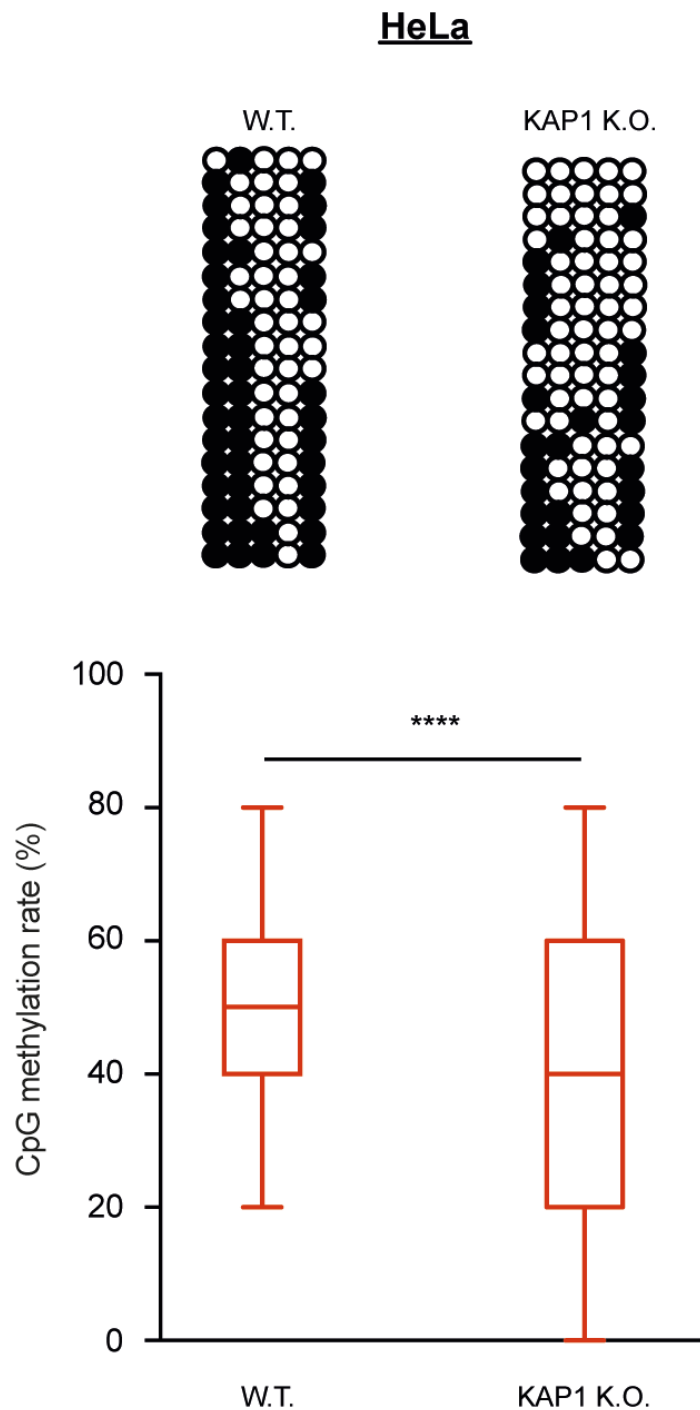 HeLa
W.T. KAP1 K.O.
100
****
80
60
40
20
0
CpG methylation rate (%)
W.T. KAP1 K.O.